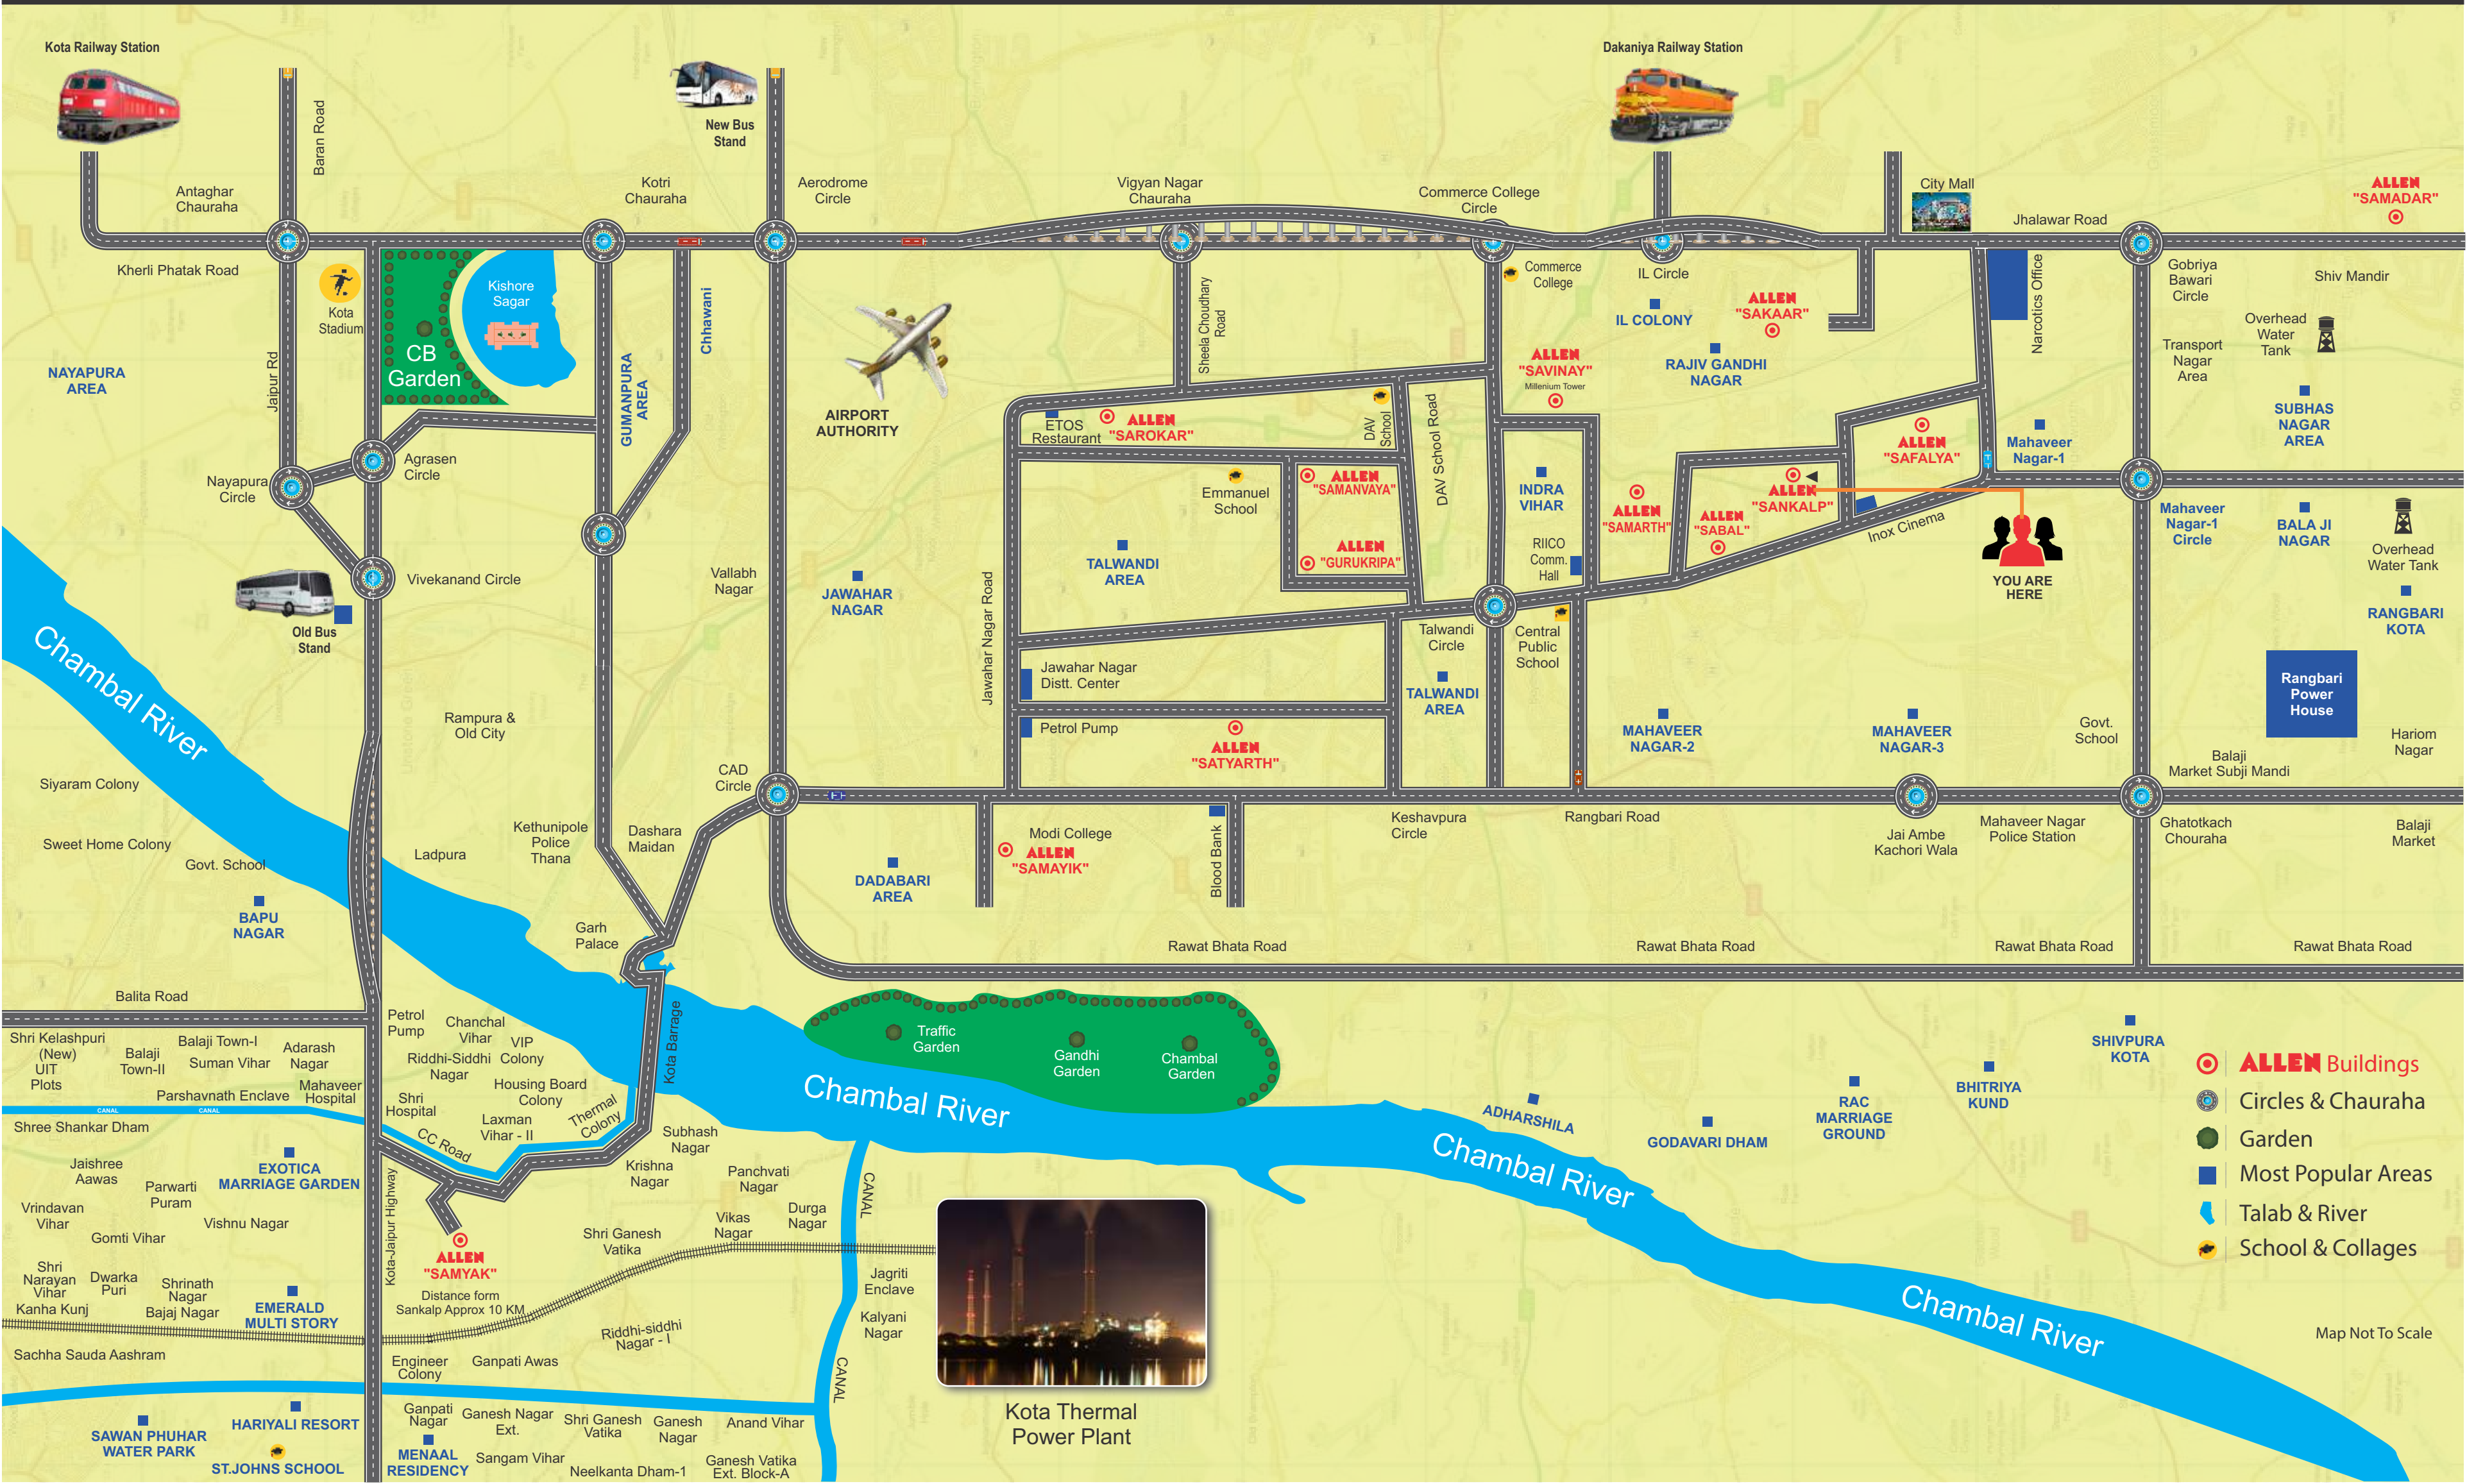 Kota Railway Station
Baran Road
New Bus
Stand
Dakaniya Railway Station
Antaghar
Chauraha
Kotri
Chauraha
Aerodrome
Circle
Vigyan Nagar
Chauraha
Commerce College
Circle
City Mall
Jhalawar Road
ALLEN
"SAMADAR"
Kherli Phatak Road
Kota
Stadium
Jaipur Rd
CB
Garden
Kishore
Sagar
GUMANPURA
AREA
Chhawani
AIRPORT
AUTHORITY
Sheela Choudhary
Road
Commerce
College
IL Circle
IL COLONY
ALLEN
"SAKAAR"
Narcotics Office
Gobriya
Bawari
Circle
Shiv Mandir
Overhead
Water
Tank
Transport
Nagar
Area
NAYAPURA
AREA
ALLEN
"SAVINAY"
Millenium Tower
RAJIV GANDHI
NAGAR
SUBHAS
NAGAR
AREA
ETOS
Restaurant
ALLEN
"SAROKAR"
DAV
School
DAV School Road
ALLEN
"SAFALYA"
Mahaveer
Nagar-1
Agrasen
Circle
Nayapura
Circle
Emmanuel
School
ALLEN
"SAMANVAYA"
INDRA
VIHAR
ALLEN
"SAMARTH"
ALLEN
"SABAL"
ALLEN
"SANKALP"
Inox Cinema
Mahaveer
Nagar-1
Circle
BALA JI
NAGAR
Overhead
Water Tank
TALWANDI
AREA
ALLEN
"GURUKRIPA"
RIICO
Comm.
Hall
YOU ARE
HERE
Vivekanand Circle
Old Bus
Stand
Vallabh
Nagar
JAWAHAR
NAGAR
Jawahar Nagar Road
RANGBARI
KOTA
Chambal River
Talwandi
Circle
Central
Public
School
Jawahar Nagar
Distt. Center
TALWANDI
AREA
Rangbari
Power
House
Rampura &
Old City
Petrol Pump
ALLEN
"SATYARTH"
MAHAVEER
NAGAR-2
MAHAVEER
NAGAR-3
Govt.
School
Hariom
Nagar
Balaji
Market Subji Mandi
Siyaram Colony
CAD
Circle
Sweet Home Colony
Govt. School
Ladpura
Kethunipole
Police
Thana
Dashara
Maidan
Modi College
ALLEN
"SAMAYIK"
Blood Bank
Keshavpura
Circle
Rangbari Road
Jai Ambe
Kachori Wala
Mahaveer Nagar
Police Station
Ghatotkach
Chouraha
Balaji
Market
DADABARI
AREA
BAPU
NAGAR
Garh
Palace
Rawat Bhata Road
Rawat Bhata Road
Rawat Bhata Road
Rawat Bhata Road
Balita Road
Kota Barrage
Petrol
Pump
Chanchal
Vihar
VIP
Colony
Riddhi-Siddhi
Nagar
Housing Board
Colony
Shri
Hospital
Laxman
Vihar - II
Thermal
Colony
CC Road
Shri Kelashpuri
(New)
UIT
Plots
Balaji Town-I
Balaji
Town-II
Suman Vihar
Adarash
Nagar
Parshavnath Enclave
Mahaveer
Hospital
CANAL
CANAL
Shree Shankar Dham
Traffic
Garden
Gandhi
Garden
Chambal
Garden
Chambal River
ADHARSHILA
GODAVARI DHAM
RAC
MARRIAGE
GROUND
BHITRIYA
KUND
SHIVPURA
KOTA
Chambal River
Chambal River
ALLEN Buildings
Circles & Chauraha
Garden
Most Popular Areas
Talab & River
School & Collages
Map Not To Scale
Jaishree
Aawas
EXOTICA
MARRIAGE GARDEN
Parwarti
Puram
Vrindavan
Vihar
Vishnu Nagar
Gomti Vihar
Kota-Jaipur Highway
Subhash
Nagar
Krishna
Nagar
Panchvati
Nagar
Durga
Nagar
Vikas
Nagar
Shri Ganesh
Vatika
CANAL
ALLEN
"SAMYAK"
Distance form
Sankalp Approx 10 KM
Shri
Narayan
Vihar
Dwarka
Puri
Shrinath
Nagar
Kanha Kunj
Bajaj Nagar
EMERALD
MULTI STORY
Jagriti
Enclave
Kalyani
Nagar
Riddhi-siddhi
Nagar - I
Sachha Sauda Aashram
Engineer
Colony
Ganpati Awas
CANAL
Kota Thermal
Power Plant
SAWAN PHUHAR
WATER PARK
HARIYALI RESORT
ST.JOHNS SCHOOL
Ganpati
Nagar
Ganesh Nagar
Ext.
Shri Ganesh
Vatika
Ganesh
Nagar
Anand Vihar
MENAAL
RESIDENCY
Sangam Vihar
Neelkanta Dham-1
Ganesh Vatika
Ext. Block-A